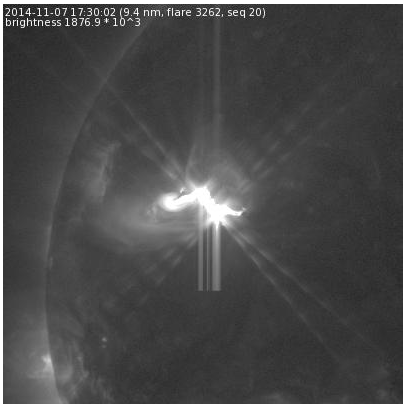 2014-11-07 17:30:02 (9.4 nm, flare 3262, seq 20)
brightness 1876.9 * 10^3